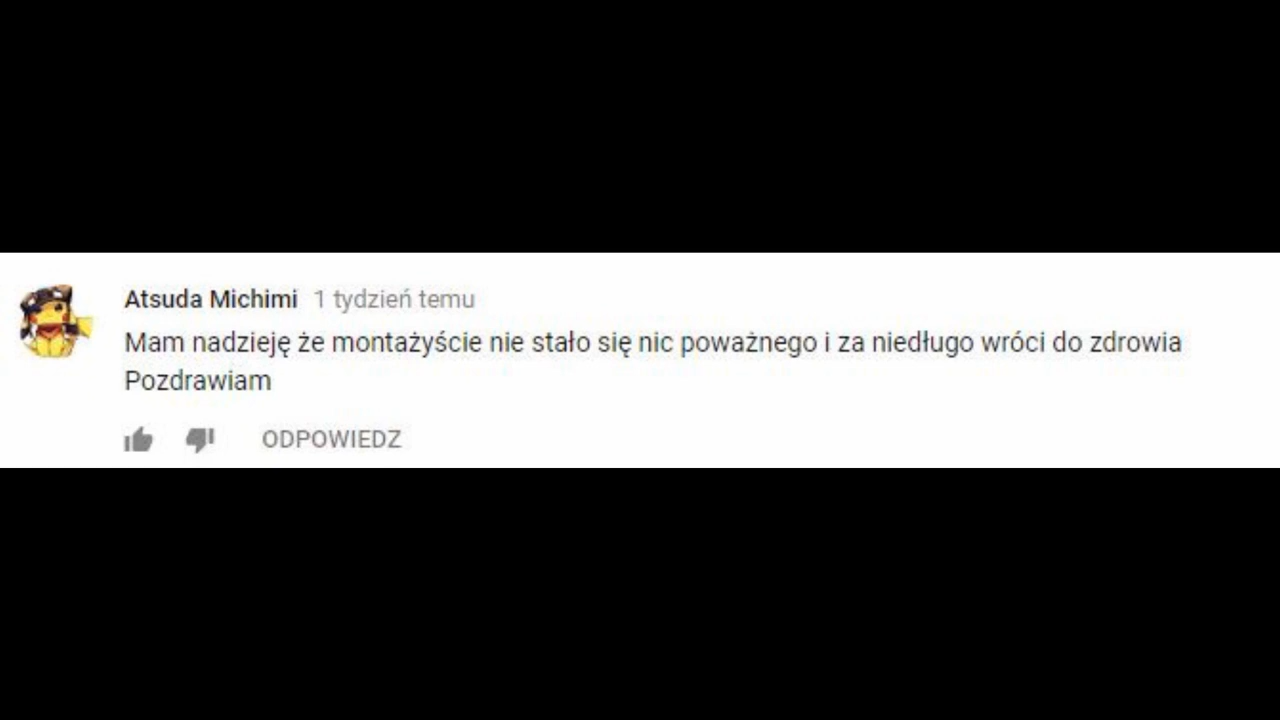 Atsuda Michimi 1 tydzień temu
Mam nadzieję że montażyście nie stało się nic poważnego i za niedługo wróci do zdrowia
Pozdrawiam
ODPOWIEDZ